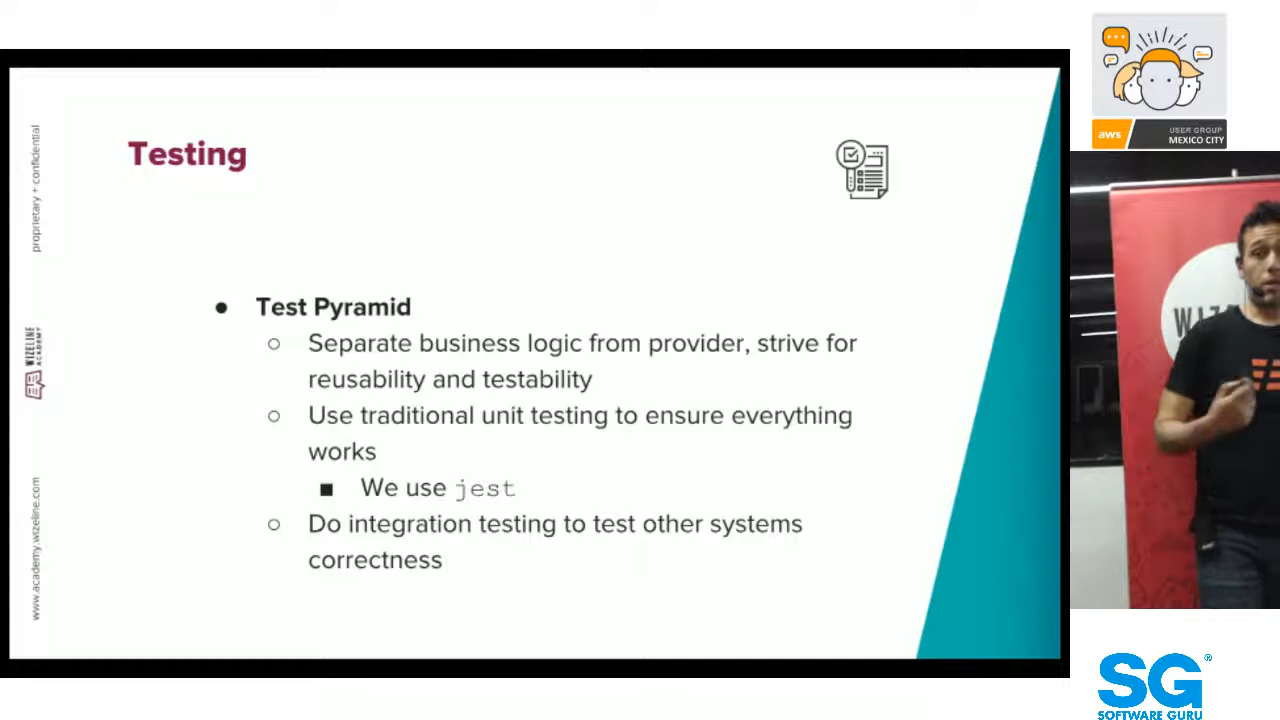 Testing
● Test Pyramid
○ Separate business logic from provider, strive for
reusability and testability
○ Use traditional unit testing to ensure everything
works
■ We use jest
○ Do integration testing to test other systems
correctness
proprietary + confidential
WIZELINE
ACADEMY
www.academy.wizeline.com
aws
USER GROUP
MEXICO CITY
SG®
SOFTWARE GURU